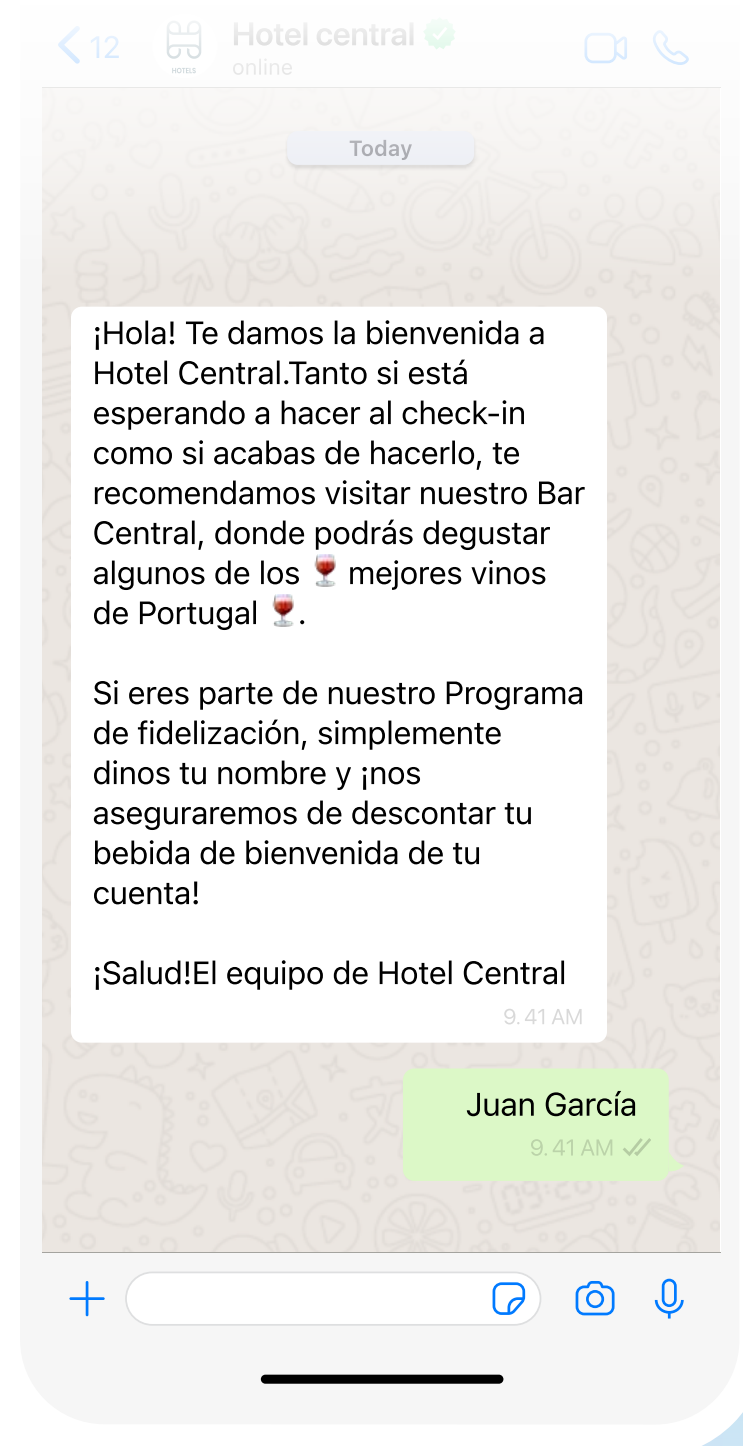 12
Hotel central
online
HOTELS
Today
¡Hola! Te damos la bienvenida a
Hotel Central.Tanto si está
esperando a hacer al check-in
como si acabas de hacerlo, te
recomendamos visitar nuestro Bar
Central, donde podrás degustar
algunos de los 🍷 mejores vinos
de Portugal 🍷.
Si eres parte de nuestro Programa
de fidelización, simplemente
dinos tu nombre y ¡nos
aseguraremos de descontar tu
bebida de bienvenida de tu
cuenta!
¡Salud!El equipo de Hotel Central
9.41 AM
Juan García
9.41 AM
09:20